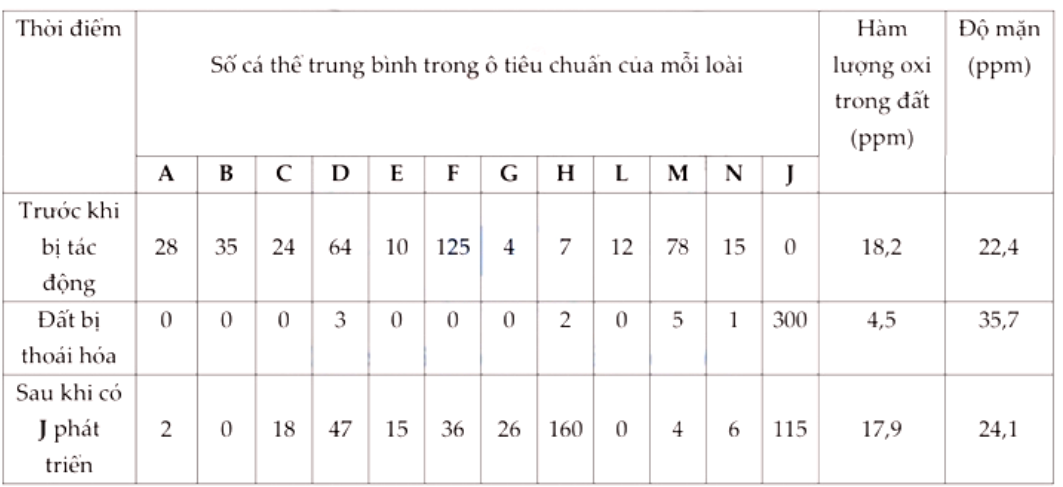 Thời điểm
Số cá thể trung bình trong ô tiêu chuẩn của mỗi loài
Hàm
lượng oxi
trong đất
(ppm)
Độ mặn
(ppm)
A B C D E F G H L M N J
Trước khi
bị tác
động
28 35 24 64 10 125 4 7 12 78 15 0 18,2 22,4
Đất bị
thoái hóa
0 0 0 3 0 0 0 2 0 5 1 300 4,5 35,7
Sau khi có
J phát
triển
2 0 18 47 15 36 26 160 0 4 6 115 17,9 24,1